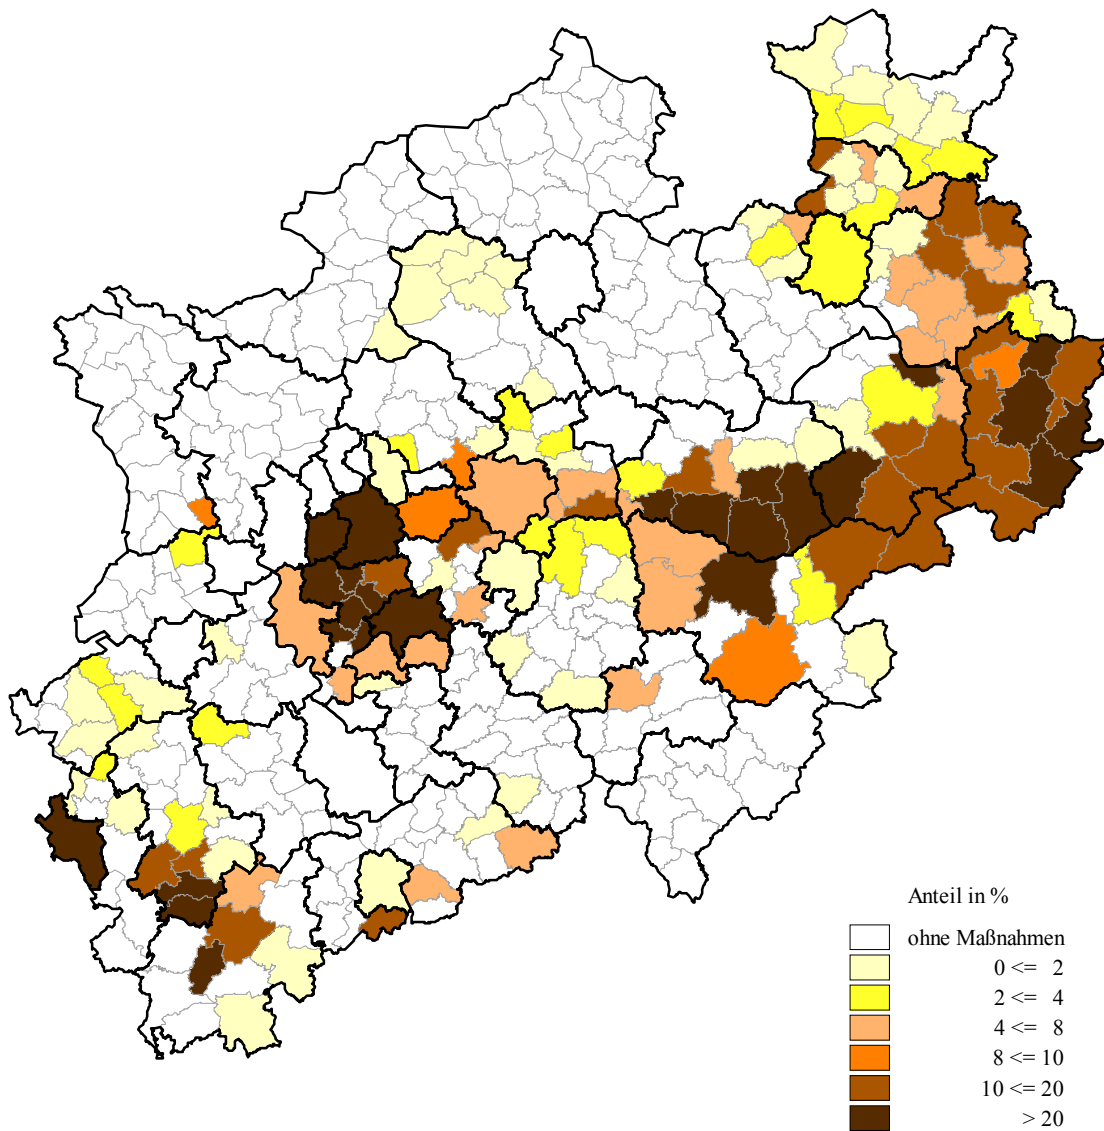 Anteil in %
ohne Maßnahmen
0 <= 2
2 <= 4
4 <= 8
8 <= 10
10 <= 20
> 20